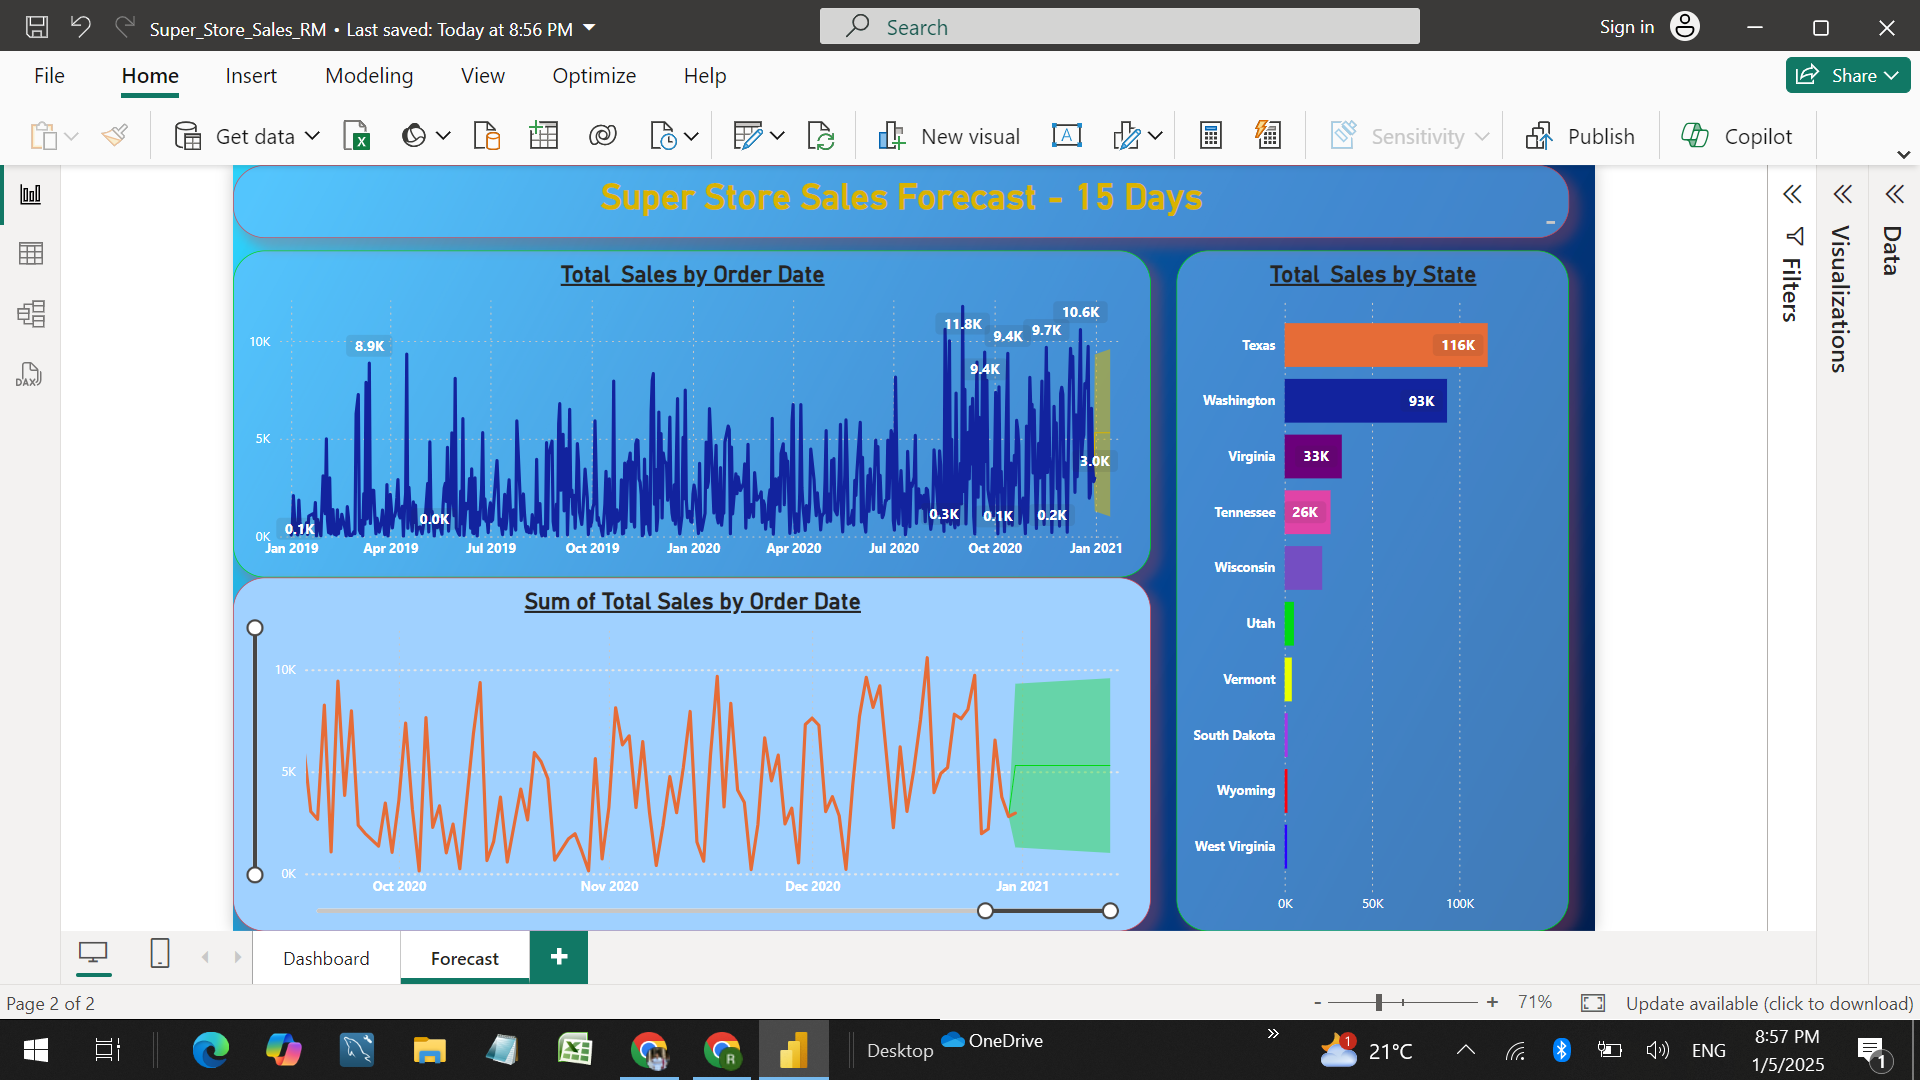 Super_Store_Sales_RM • Last saved: Today at 8:56 PM
Search
Sign in
File Home Insert Modeling View Optimize Help
Share
Get data
New visual
Sensitivity
Publish
Copilot
Super Store Sales Forecast - 15 Days
Total Sales by Order Date
10K
5K
0K
8.9K
11.8K
9.4K
9.7K
10.6K
9.4K
3.0K
0.1K
0.0K
0.3K
0.1K
0.2K
Jan 2019 Apr 2019 Jul 2019 Oct 2019 Jan 2020 Apr 2020 Jul 2020 Oct 2020 Jan 2021
Sum of Total Sales by Order Date
10K
5K
0K
Oct 2020 Nov 2020 Dec 2020 Jan 2021
Total Sales by State
Texas 116K
Washington 93K
Virginia 33K
Tennessee 26K
Wisconsin
Utah
Vermont
South Dakota
Wyoming
West Virginia
0K 50K 100K
Filters
Visualizations
Data
DAX
Dashboard
Forecast
+
Page 2 of 2
- + 71%
Update available (click to download)
R
Desktop
OneDrive
1
21°C
ENG
8:57 PM
1/5/2025
1